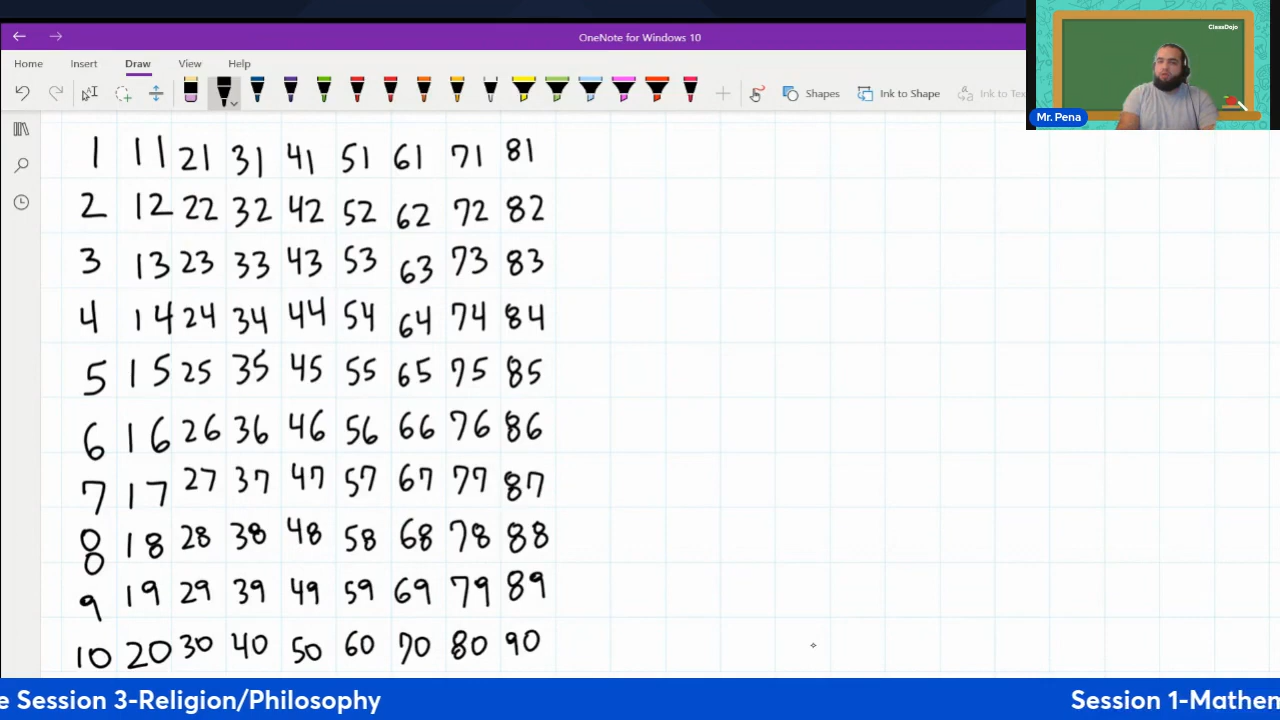 OneNote for Windows 10
ClassDojo
Home Insert Draw View Help
Shapes Ink to Shape Ink to Tex
Mr. Pena
1 11 21 31 41 51 61 71 81
2 12 22 32 42 52 62 72 82
3 13 23 33 43 53 63 73 83
4 14 24 34 44 54 64 74 84
5 15 25 35 45 55 65 75 85
6 16 26 36 46 56 66 76 86
7 17 27 37 47 57 67 77 87
8 18 28 38 48 58 68 78 88
9 19 29 39 49 59 69 79 89
10 20 30 40 50 60 70 80 90
e Session 3-Religion/Philosophy Session 1-Mathem